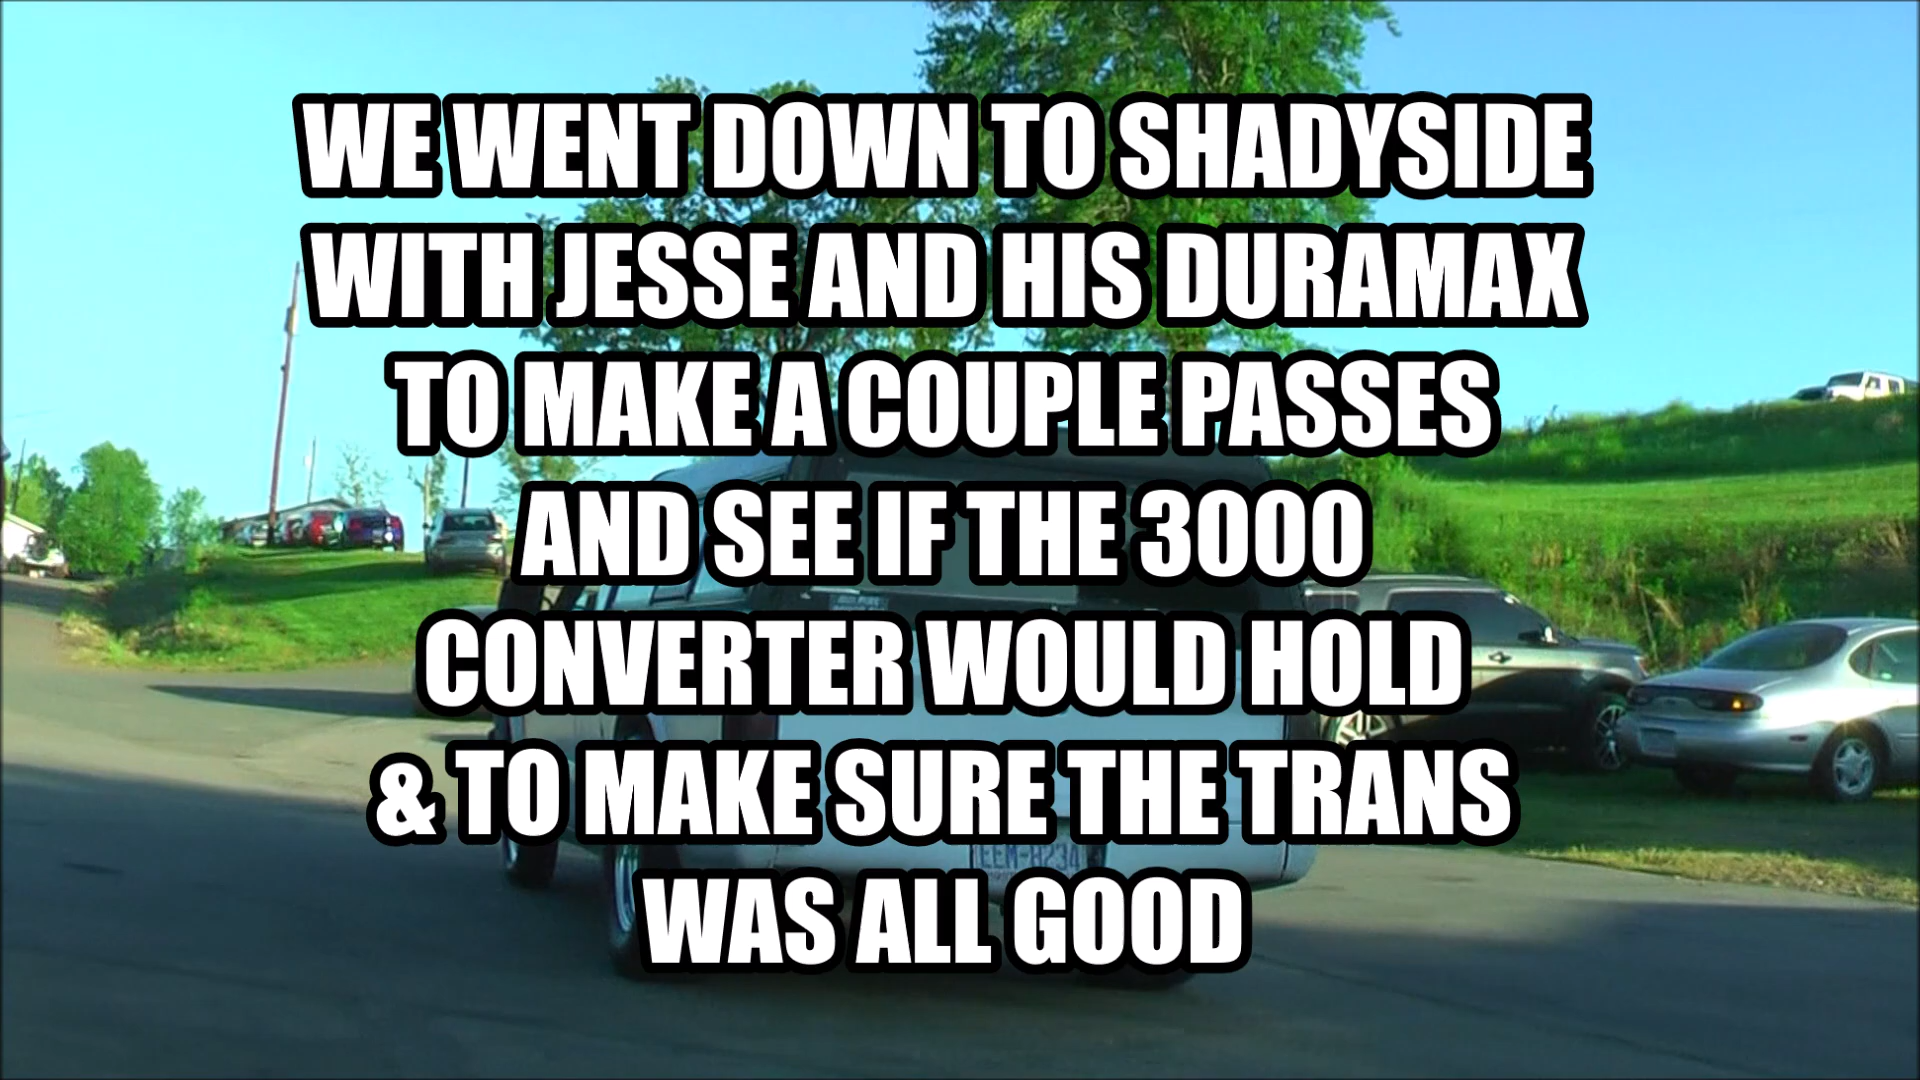 WE WENT DOWN TO SHADYSIDE
WITH JESSE AND HIS DURAMAX
TO MAKE A COUPLE PASSES
AND SEE IF THE 3000
CONVERTER WOULD HOLD
& TO MAKE SURE THE TRANS
WAS ALL GOOD